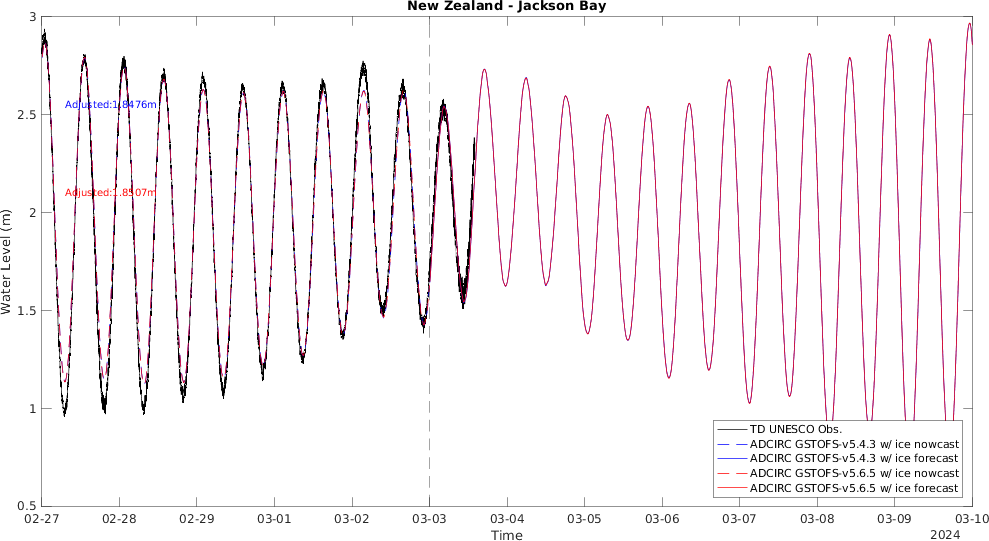 New Zealand - Jackson Bay
3
2.5
2
1.5
1
0.5
Water Level (m)
Adjusted:1.8476m
Adjusted:1.8507m
TD UNESCO Obs.
ADCIRC GSTOFS-v5.4.3 w/ ice nowcast
ADCIRC GSTOFS-v5.4.3 w/ ice forecast
ADCIRC GSTOFS-v5.6.5 w/ ice nowcast
ADCIRC GSTOFS-v5.6.5 w/ ice forecast
02-27 02-28 02-29 03-01 03-02 03-03 03-04 03-05 03-06 03-07 03-08 03-09 03-10
Time
2024